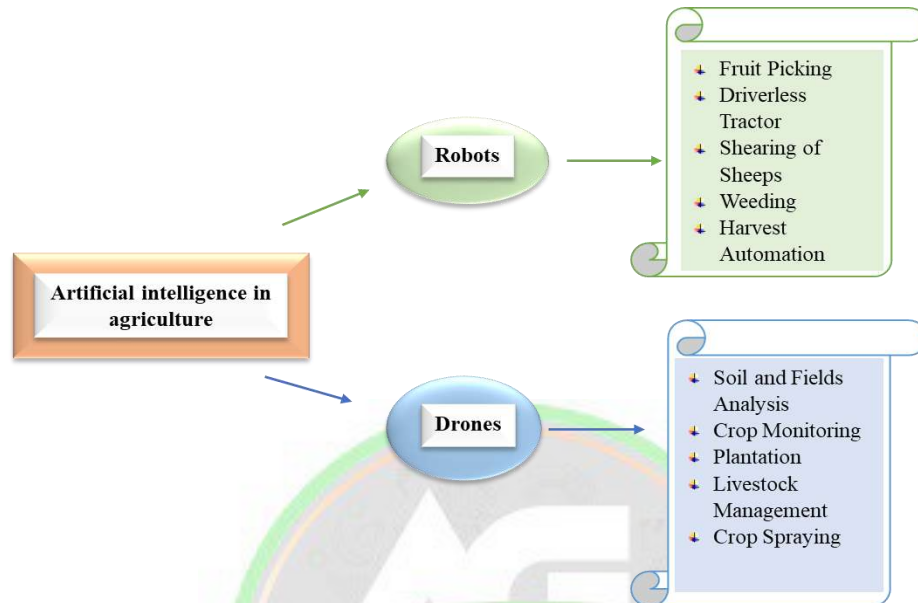 Artificial intelligence in
agriculture
Robots
Fruit Picking
Driverless
Tractor
Shearing of
Sheeps
Weeding
Harvest
Automation
Drones
Soil and Fields
Analysis
Crop Monitoring
Plantation
Livestock
Management
Crop Spraying